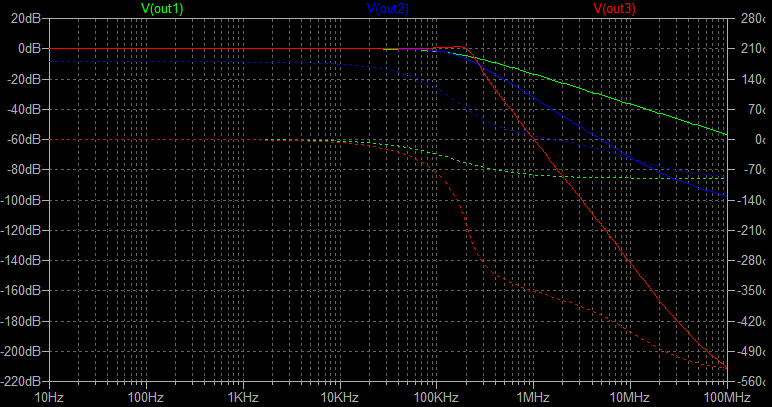 V(out1) V(out2) V(out3)
20dB 280
0dB 210
-20dB 140
-40dB 70
-60dB 0
-80dB -70
-100dB -140
-120dB -210
-140dB -280
-160dB -350
-180dB -420
-200dB -490
-220dB -560
10Hz 100Hz 1KHz 10KHz 100KHz 1MHz 10MHz 100MHz